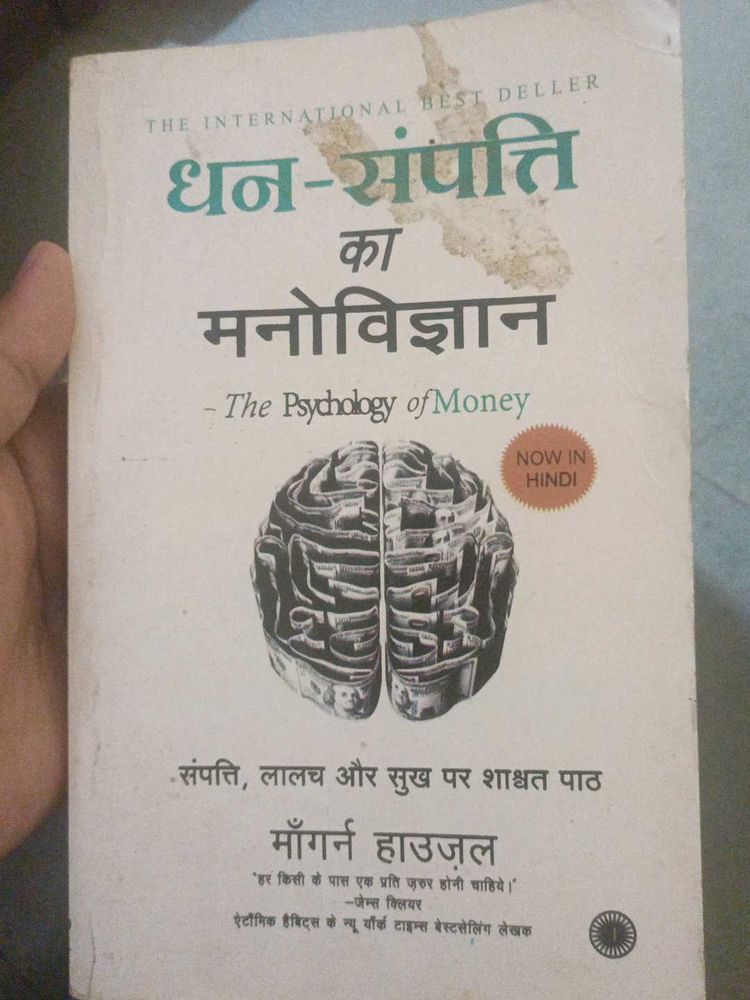 THE INTERNATIONAL BEST DELLER
धन-संपत्ति
का
मनोविज्ञान
- The Psychology of Money
NOW IN
HINDI
संपत्ति, लालच और सुख पर शाश्वत पाठ
माँगर्न हाउज़ल
"हर किसी के पास एक प्रति ज़रुर होनी चाहिये।"
-जेम्स क्लियर
ऐटाँमिक हैबिट्स के न्यू याँर्क टाइम्स बेस्टसेलिंग लेखक